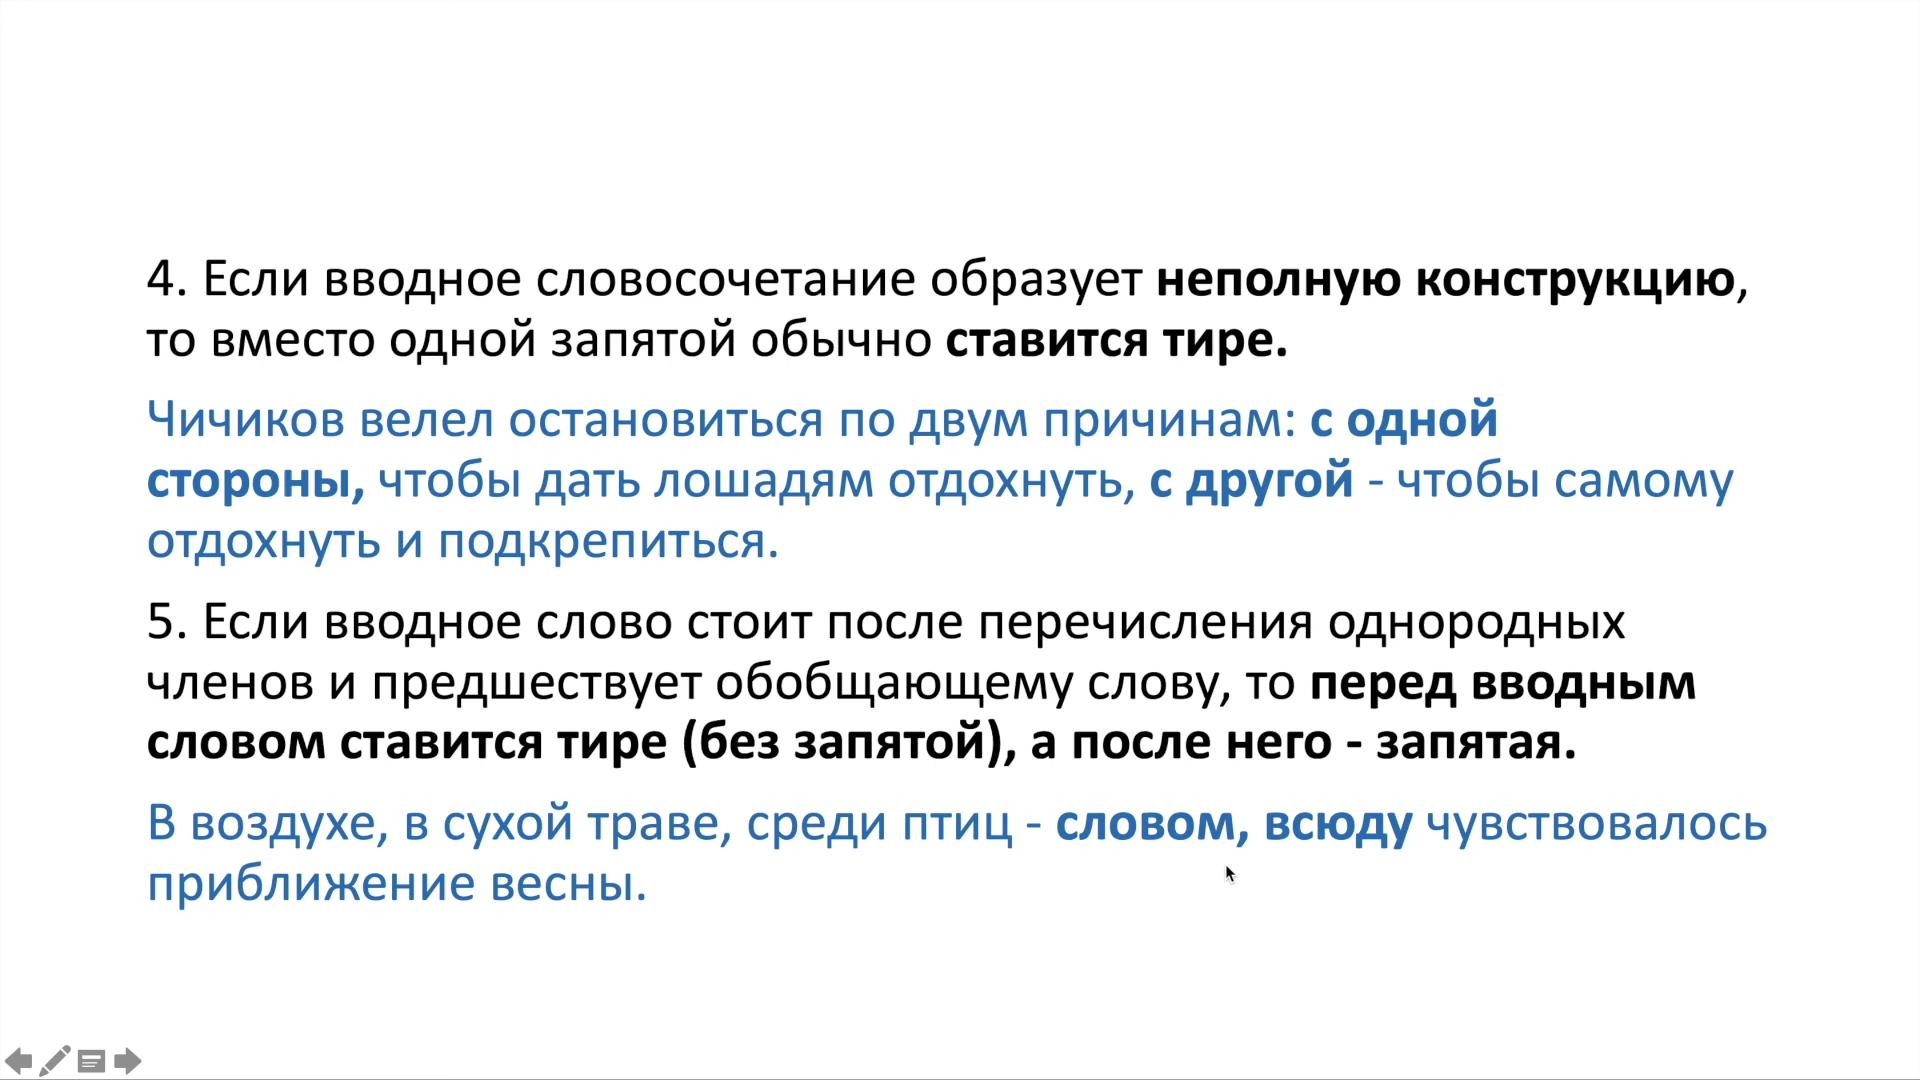 4. Если вводное словосочетание образует неполную конструкцию,
то вместо одной запятой обычно ставится тире.
Чичиков велел остановиться по двум причинам: с одной
стороны, чтобы дать лошадям отдохнуть, с другой - чтобы самому
отдохнуть и подкрепиться.
5. Если вводное слово стоит после перечисления однородных
членов и предшествует обобщающему слову, то перед вводным
словом ставится тире (без запятой), а после него - запятая.
В воздухе, в сухой траве, среди птиц - словом, всюду чувствовалось
приближение весны.